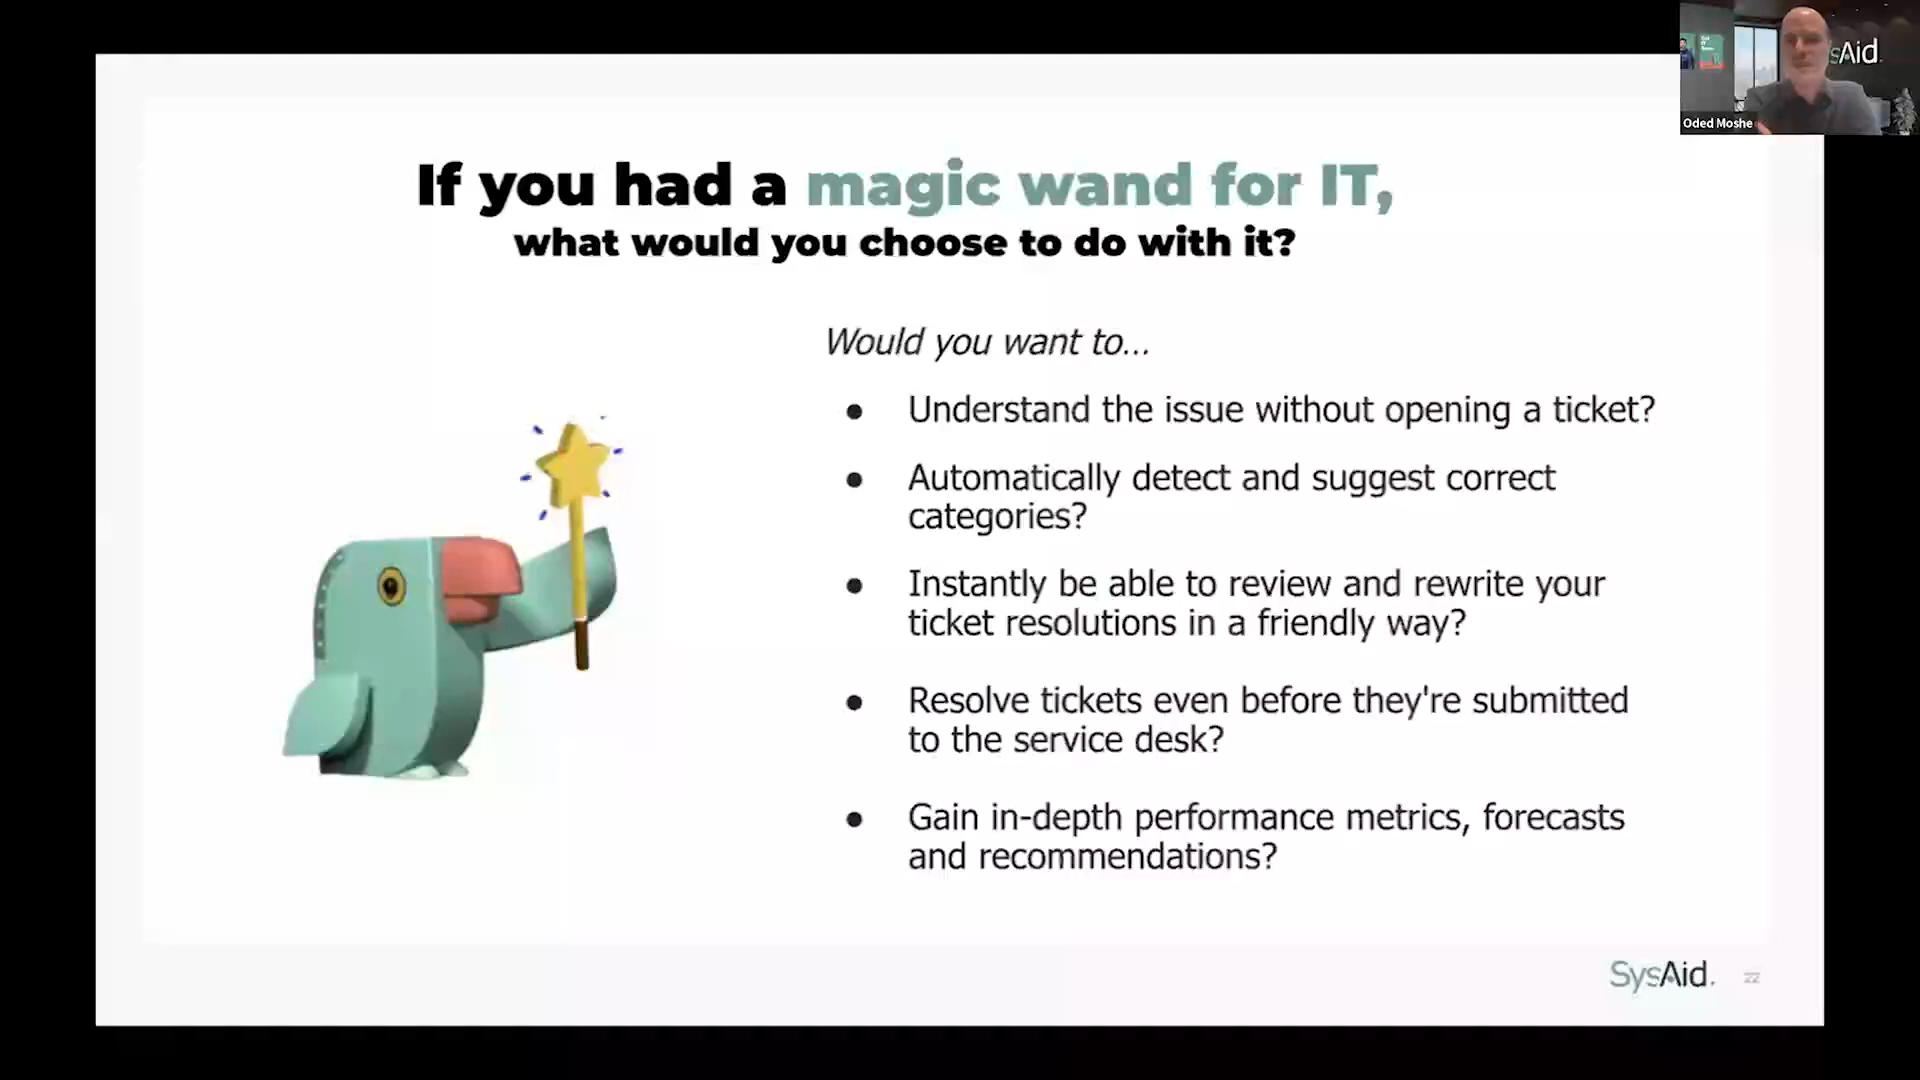 If you had a magic wand for IT,
what would you choose to do with it?
Would you want to...
● Understand the issue without opening a ticket?
● Automatically detect and suggest correct
categories?
● Instantly be able to review and rewrite your
ticket resolutions in a friendly way?
● Resolve tickets even before they're submitted
to the service desk?
● Gain in-depth performance metrics, forecasts
and recommendations?
SysAid.
22
sAid.
Oded Moshe